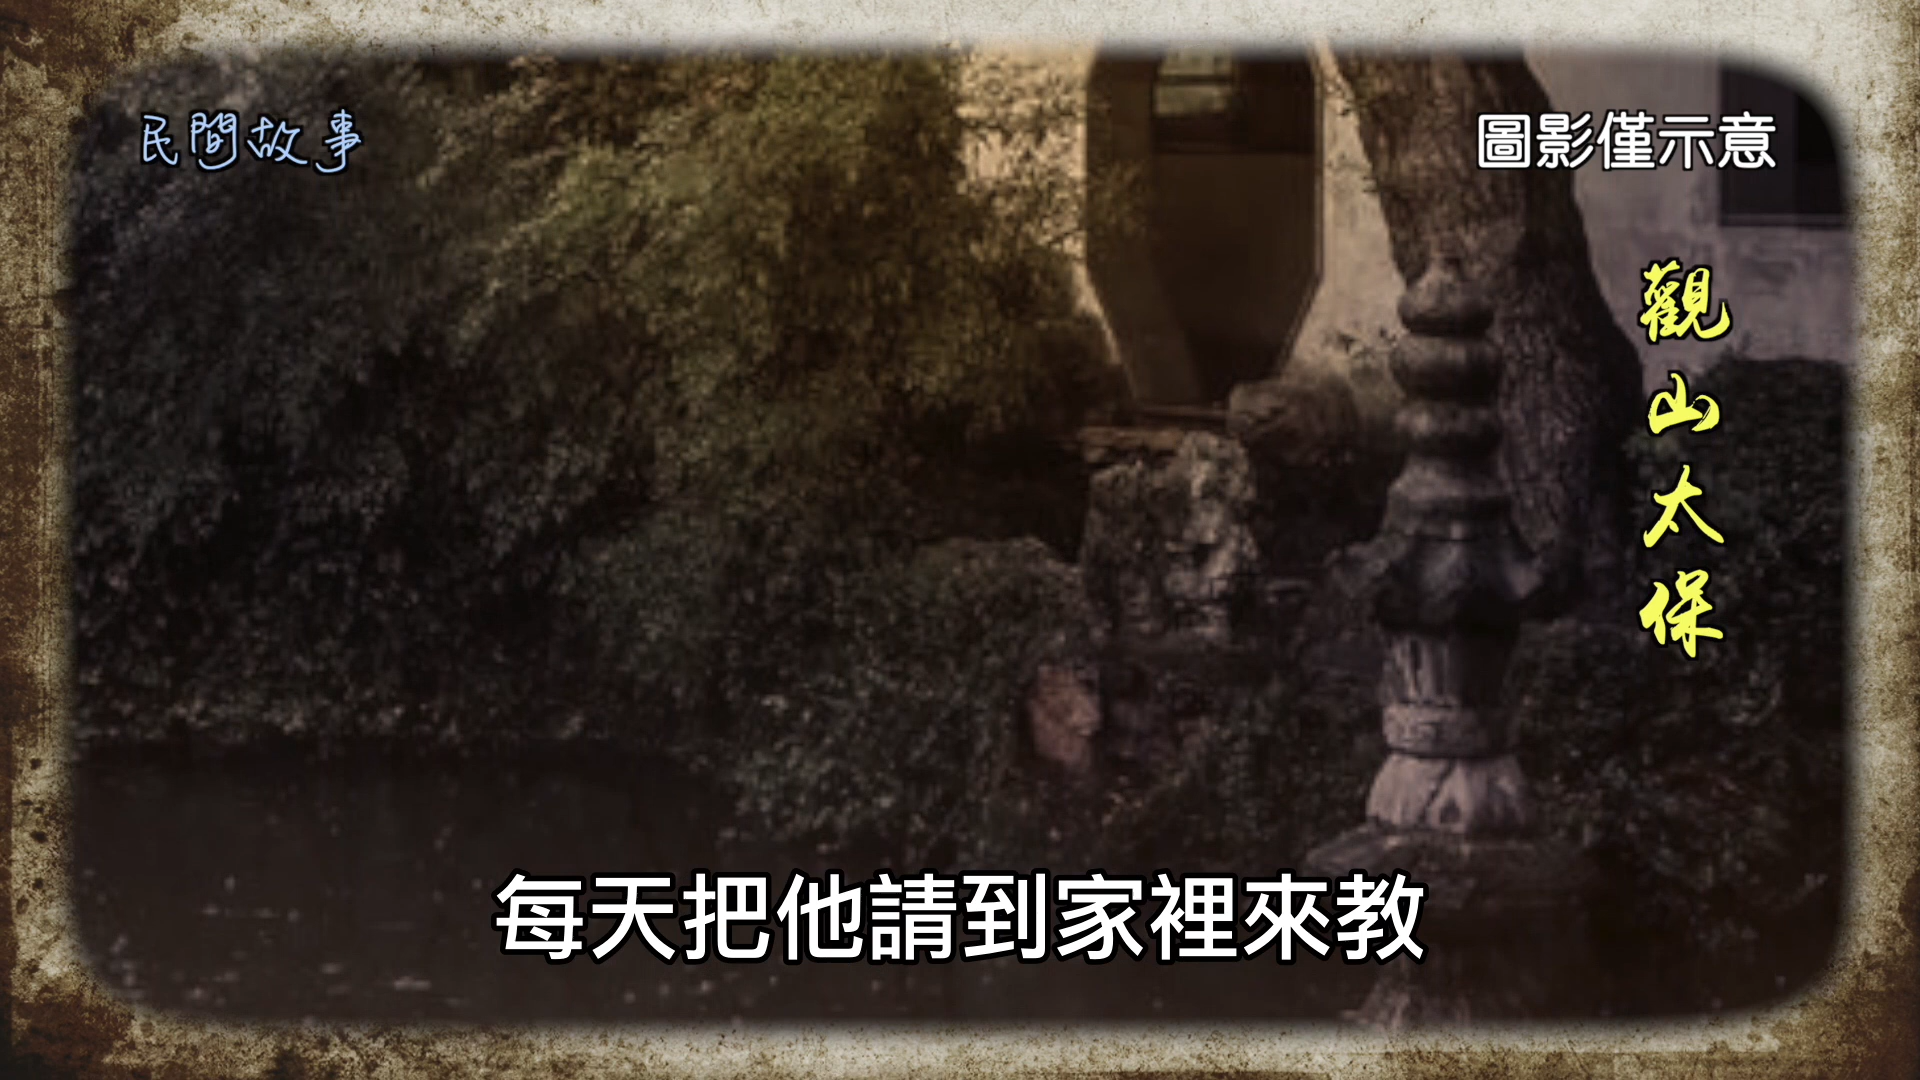 民間故事
圖影僅示意
觀山太保
每天把他請到家裡來教